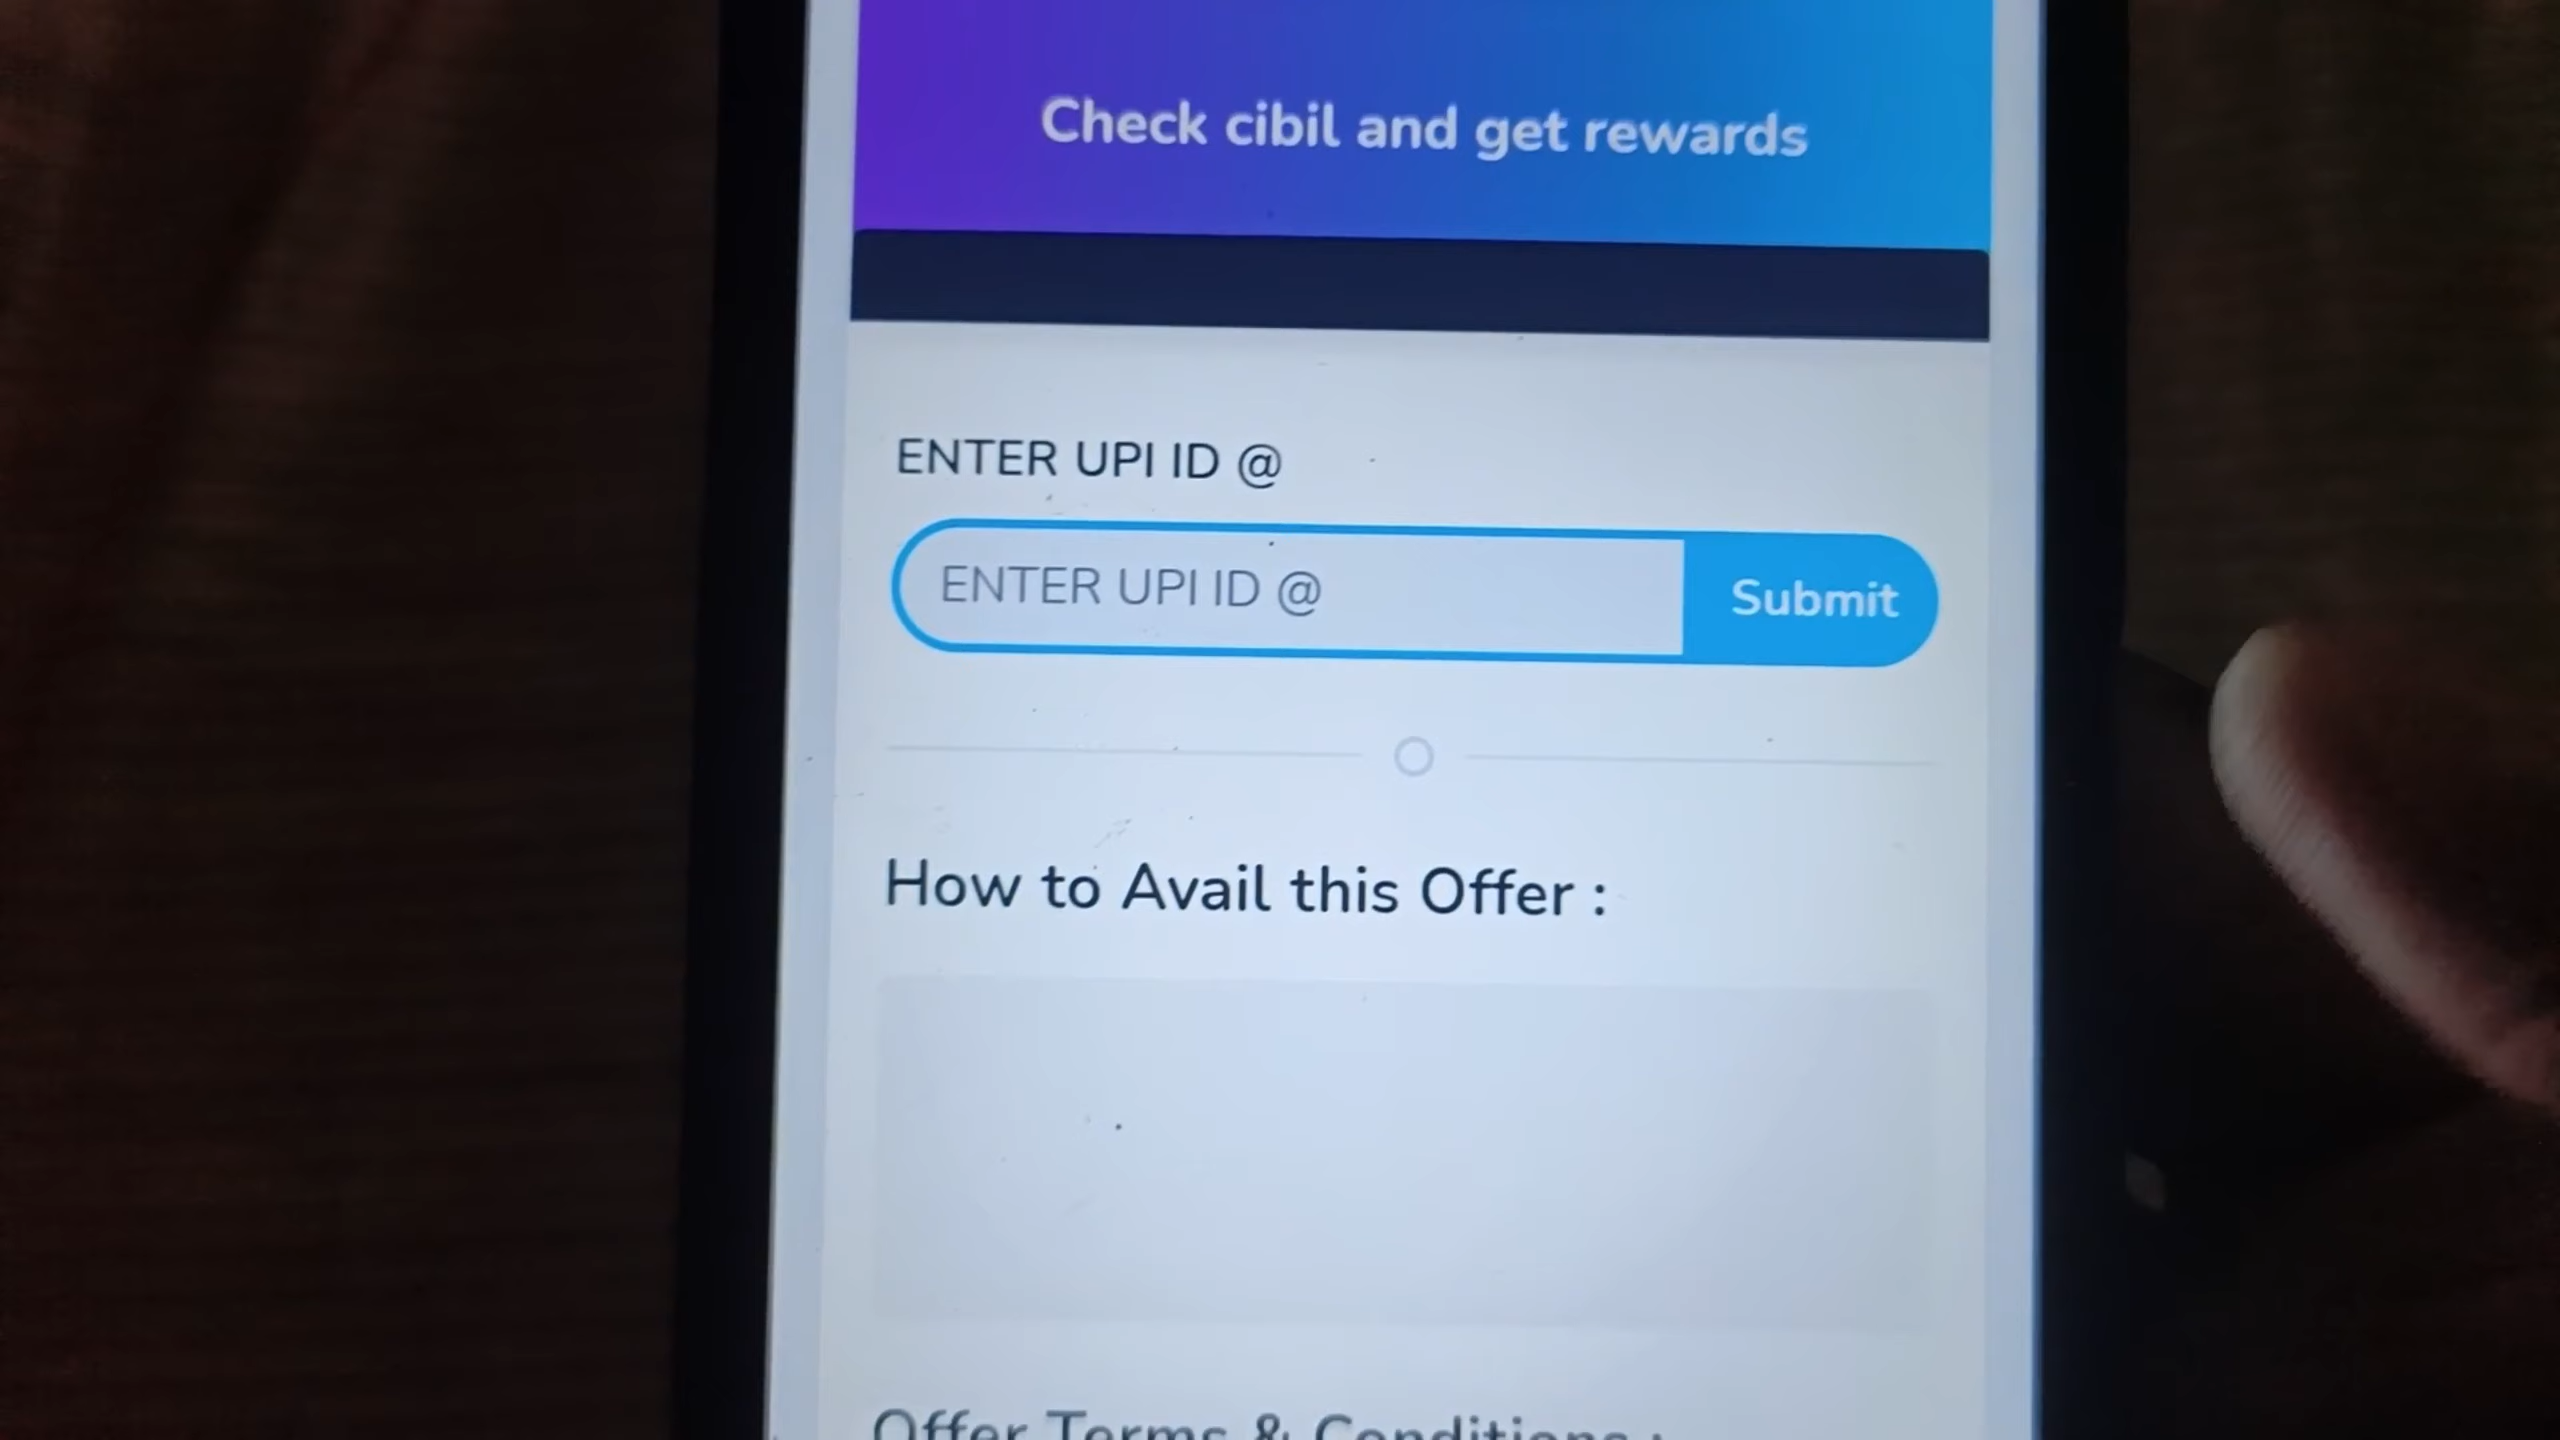 Check cibil and get rewards
ENTER UPI ID @
ENTER UPI ID @
Submit
How to Avail this Offer :
Offer Terms & Conditions :